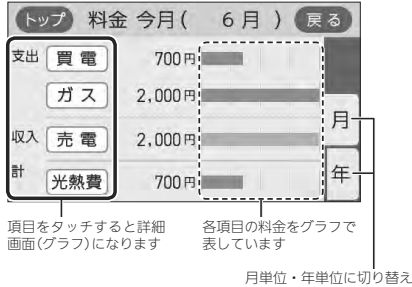 トップ 料金 今月( 6月 ) 戻る
支出 買電 700円
ガス 2,000円
収入 売電 2,000円
計 光熱費 700円
月
年
項目をタッチすると詳細
画面(グラフ)になります
各項目の料金をグラフで
表しています
月単位・年単位に切り替え